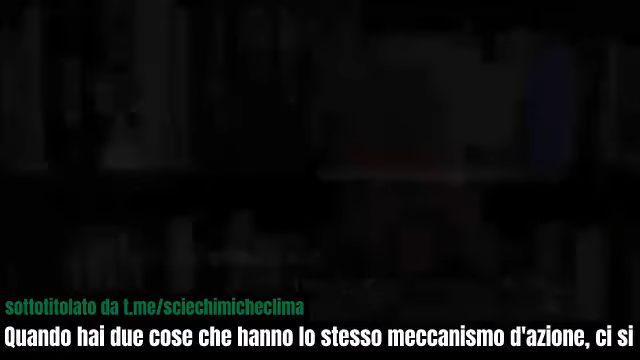 sottotitolato da t.me/sciechimicheclima
Quando hai due cose che hanno lo stesso meccanismo d'azione, ci si